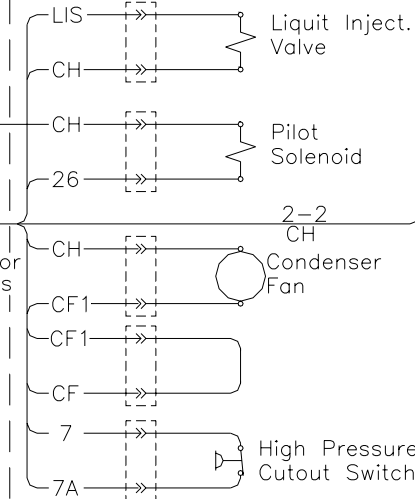 LIS
Liquit Inject.
Valve
CH
CH
Pilot
Solenoid
26
2-2
CH
CH
or
s
Condenser
Fan
CF1
CF1
CF
7
High Pressure
Cutout Switch
7A